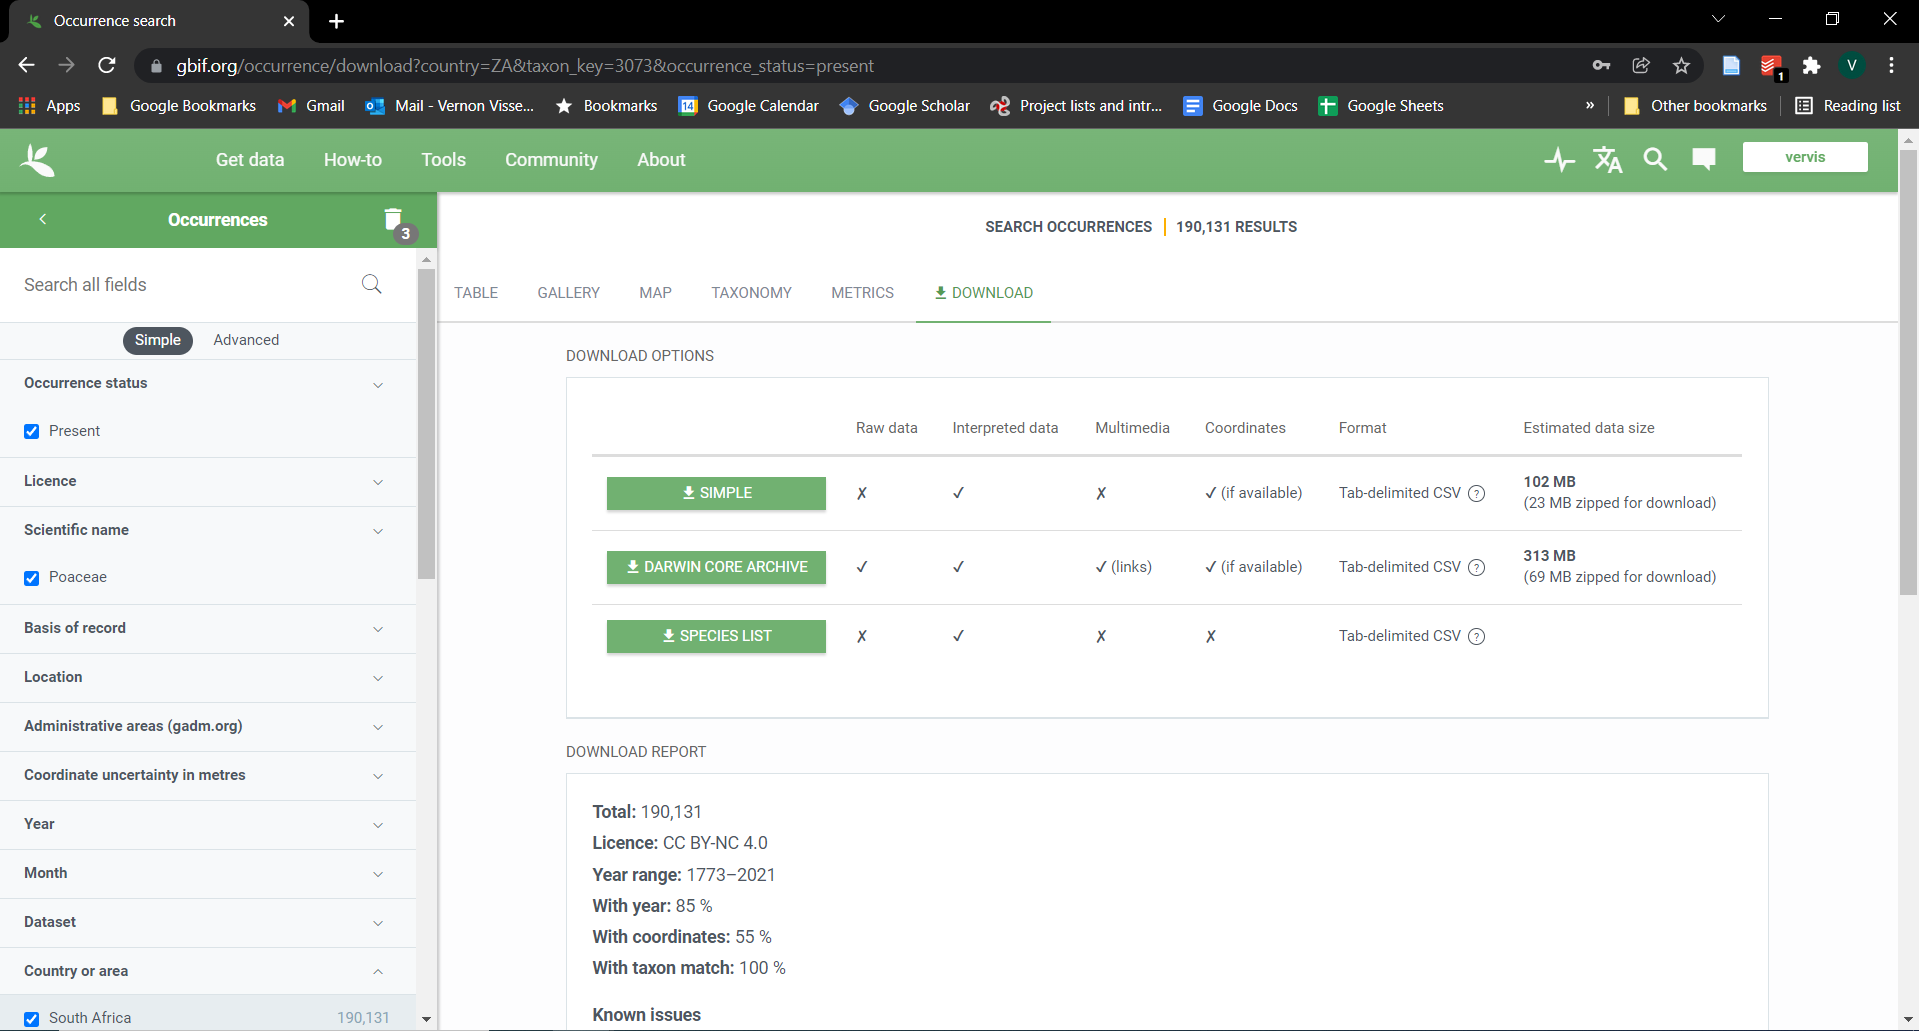 Occurrence search
gbif.org/occurrence/download?country=ZA&taxon_key=3073&occurrence_status=present
1
V
Apps
Google Bookmarks
Gmail
Mail - Vernon Visse...
Bookmarks
14
Google Calendar
Google Scholar
Project lists and intr...
Google Docs
Google Sheets
»
Other bookmarks
Reading list
Get data
How-to
Tools
Community
About
vervis
Occurrences
3
Search all fields
Simple
Advanced
Occurrence status
Present
Licence
Scientific name
Poaceae
Basis of record
Location
Administrative areas (gadm.org)
Coordinate uncertainty in metres
Year
Month
Dataset
Country or area
South Africa 190,131
SEARCH OCCURRENCES | 190,131 RESULTS
TABLE GALLERY MAP TAXONOMY METRICS DOWNLOAD
DOWNLOAD OPTIONS
Raw data Interpreted data Multimedia Coordinates Format Estimated data size
SIMPLE ✗ ✓ ✗ ✓ (if available) Tab-delimited CSV ? 102 MB
(23 MB zipped for download)
DARWIN CORE ARCHIVE ✓ ✓ ✓ (links) ✓ (if available) Tab-delimited CSV ? 313 MB
(69 MB zipped for download)
SPECIES LIST ✗ ✓ ✗ ✗ Tab-delimited CSV ?
DOWNLOAD REPORT
Total: 190,131
Licence: CC BY-NC 4.0
Year range: 1773–2021
With year: 85 %
With coordinates: 55 %
With taxon match: 100 %
Known issues